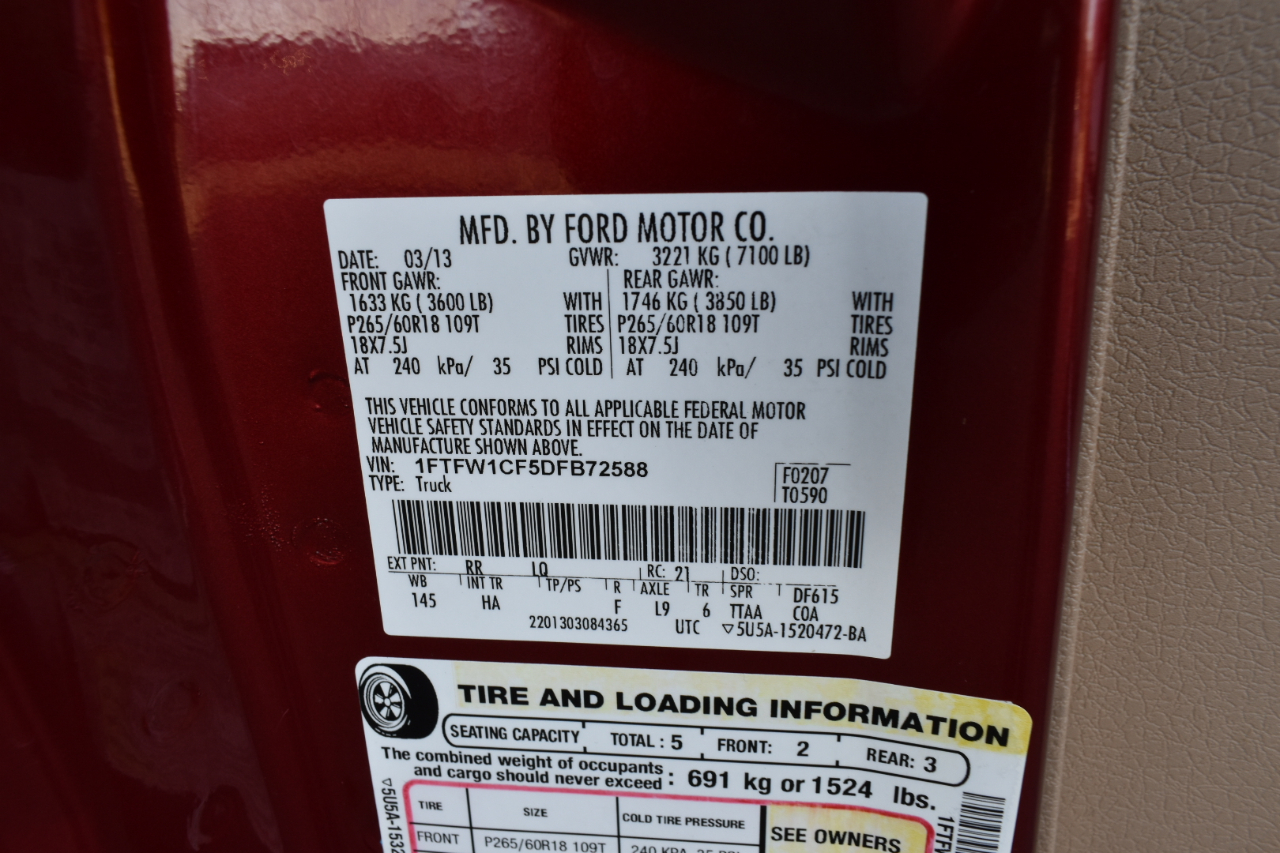 MFD. BY FORD MOTOR CO.
DATE: 03/13 GVWR: 3221 KG ( 7100 LB)
FRONT GAWR: REAR GAWR:
1633 KG ( 3600 LB) WITH 1746 KG ( 3850 LB) WITH
P265/60R18 109T TIRES P265/60R18 109T TIRES
18X7.5J RIMS 18X7.5J RIMS
AT 240 kPa/ 35 PSI COLD AT 240 kPa/ 35 PSI COLD
THIS VEHICLE CONFORMS TO ALL APPLICABLE FEDERAL MOTOR
VEHICLE SAFETY STANDARDS IN EFFECT ON THE DATE OF
MANUFACTURE SHOWN ABOVE.
VIN: 1FTFW1CF5DFB72588
TYPE: Truck
F0207
T0590
EXT PNT: RR LQ RC: 21 DSO:
WB INT TR TP/PS R AXLE TR SPR DF615
145 HA F L9 6 TTAA COA
2201303084365 UTC ▽5U5A-1520472-BA
TIRE AND LOADING INFORMATION
SEATING CAPACITY TOTAL : 5 FRONT: 2 REAR: 3
The combined weight of occupants
and cargo should never exceed : 691 kg or 1524 lbs.
TIRE SIZE COLD TIRE PRESSURE SEE OWNERS
FRONT P265/60R18 109T 240 KPA,
▽5U5A-1532
1FTF